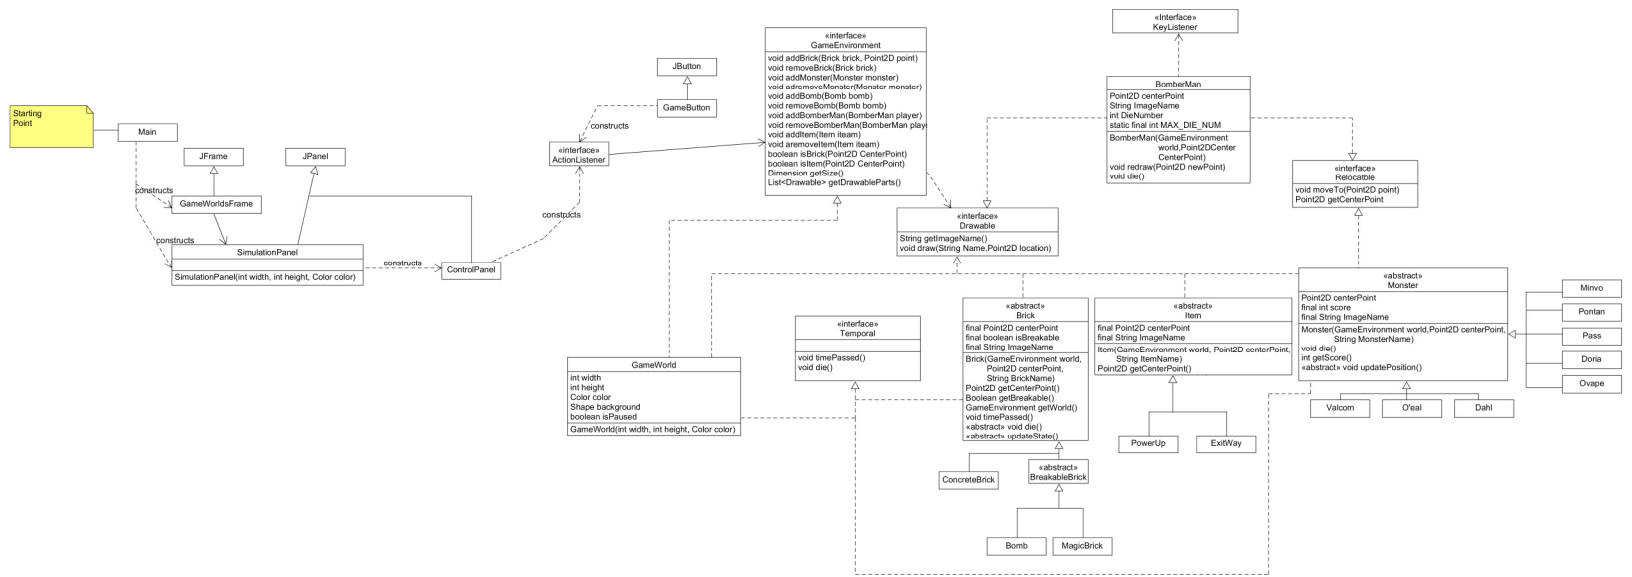 Starting
Point
Main
JFrame
JPanel
constructs
GameWorldsFrame
constructs
SimulationPanel
SimulationPanel(int width, int height, Color color)
constructs
ControlPanel
JButton
GameButton
constructs
«interface»
ActionListener
constructs
«interface»
GameEnvironment
void addBrick(Brick brick, Point2D point)
void removeBrick(Brick brick)
void addMonster(Monster monster)
void adremoveMonster(Monster monster)
void addBomb(Bomb bomb)
void removeBomb(Bomb bomb)
void addBomberMan(BomberMan player)
void removeBomberMan(BomberMan play
void addItem(Item iteam)
void aremoveItem(Item iteam)
boolean isBrick(Point2D CenterPoint)
boolean isItem(Point2D CenterPoint)
Dimension getSize()
List<Drawable> getDrawableParts()
«Interface»
KeyListener
BomberMan
Point2D centerPoint
String ImageName
int DieNumber
static final int MAX_DIE_NUM
BomberMan(GameEnvironment
world,Point2DCenter
CenterPoint)
void redraw(Point2D newPoint)
void die()
«interface»
Relocatble
void moveTo(Point2D point)
Point2D getCenterPoint
«interface»
Drawable
String getImageName()
void draw(String Name,Point2D location)
«interface»
Temporal
void timePassed()
void die()
GameWorld
int width
int height
Color color
Shape background
boolean isPaused
GameWorld(int width, int height, Color color)
«abstract»
Brick
final Point2D centerPoint
final boolean isBreakable
final String ImageName
Brick(GameEnvironment world,
Point2D centerPoint,
String BrickName)
Point2D getCenterPoint()
Boolean getBreakable()
GameEnvironment getWorld()
void timePassed()
«abstract» void die()
«abstract» updateState()
ConcreteBrick
«abstract»
BreakableBrick
Bomb
MagicBrick
«abstract»
Item
final Point2D centerPoint
final String ImageName
Item(GameEnvironment world, Point2D centerPoint,
String ItemName)
Point2D getCenterPoint()
PowerUp
ExitWay
«abstract»
Monster
Point2D centerPoint
final int score
final String ImageName
Monster(GameEnvironment world,Point2D centerPoint,
String MonsterName)
void die()
int getScore()
«abstract» void updatePosition()
Valcom
O'eal
Dahl
Minvo
Pontan
Pass
Doria
Ovape